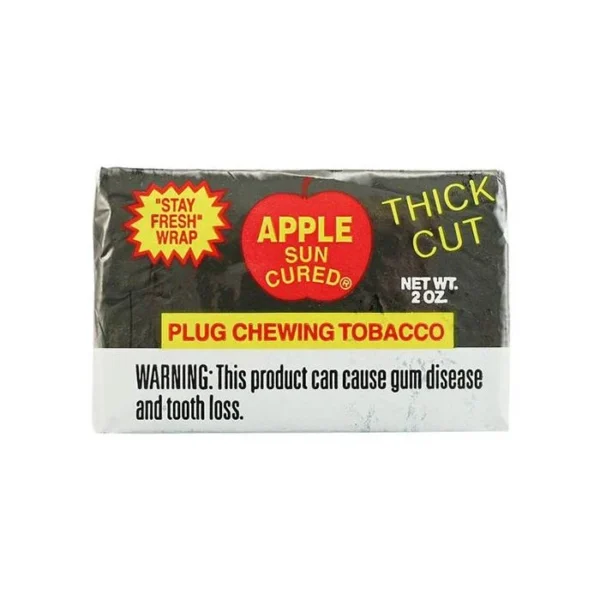 "STAY
FRESH"
WRAP
APPLE
SUN
CURED®
THICK
CUT
NET WT.
2 OZ.
PLUG CHEWING TOBACCO
WARNING: This product can cause gum disease
and tooth loss.